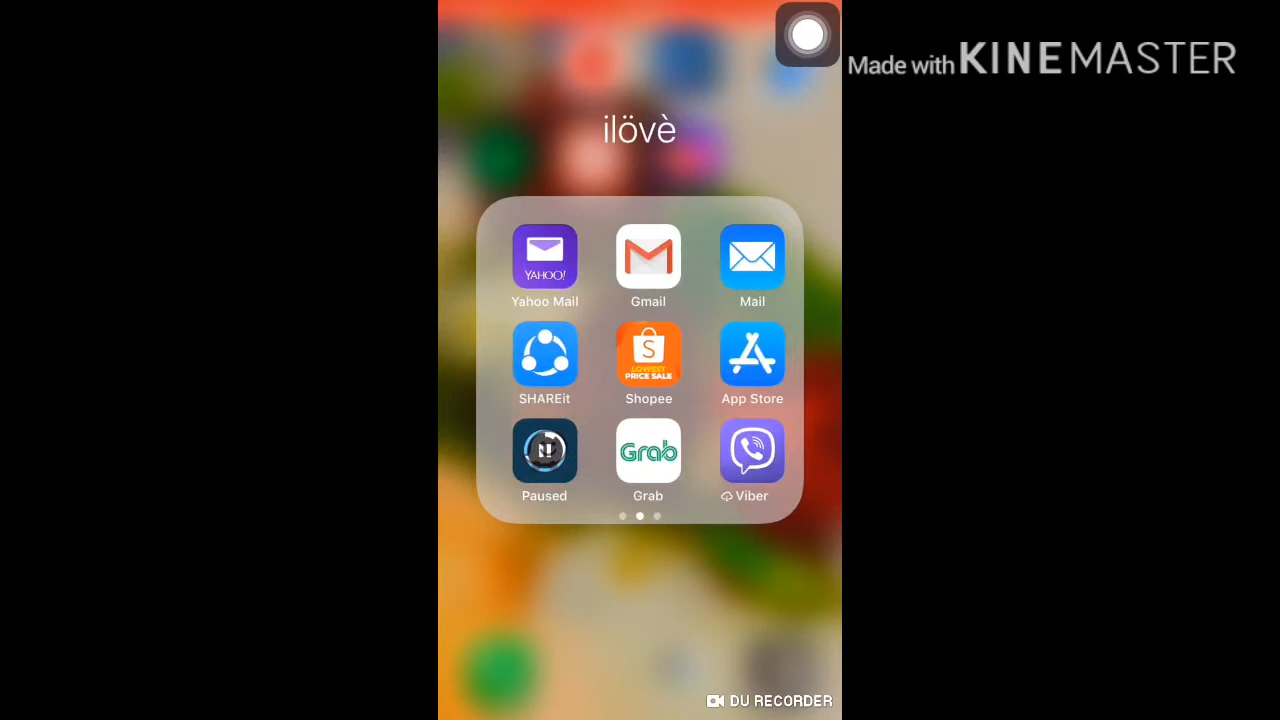 Made with KINEMASTER
ilövè
YAHOO!
Yahoo Mail
Gmail
Mail
S
LOWEST
PRICE SALE
SHAREit
Shopee
App Store
Grab
Paused
Grab
Viber
DU RECORDER